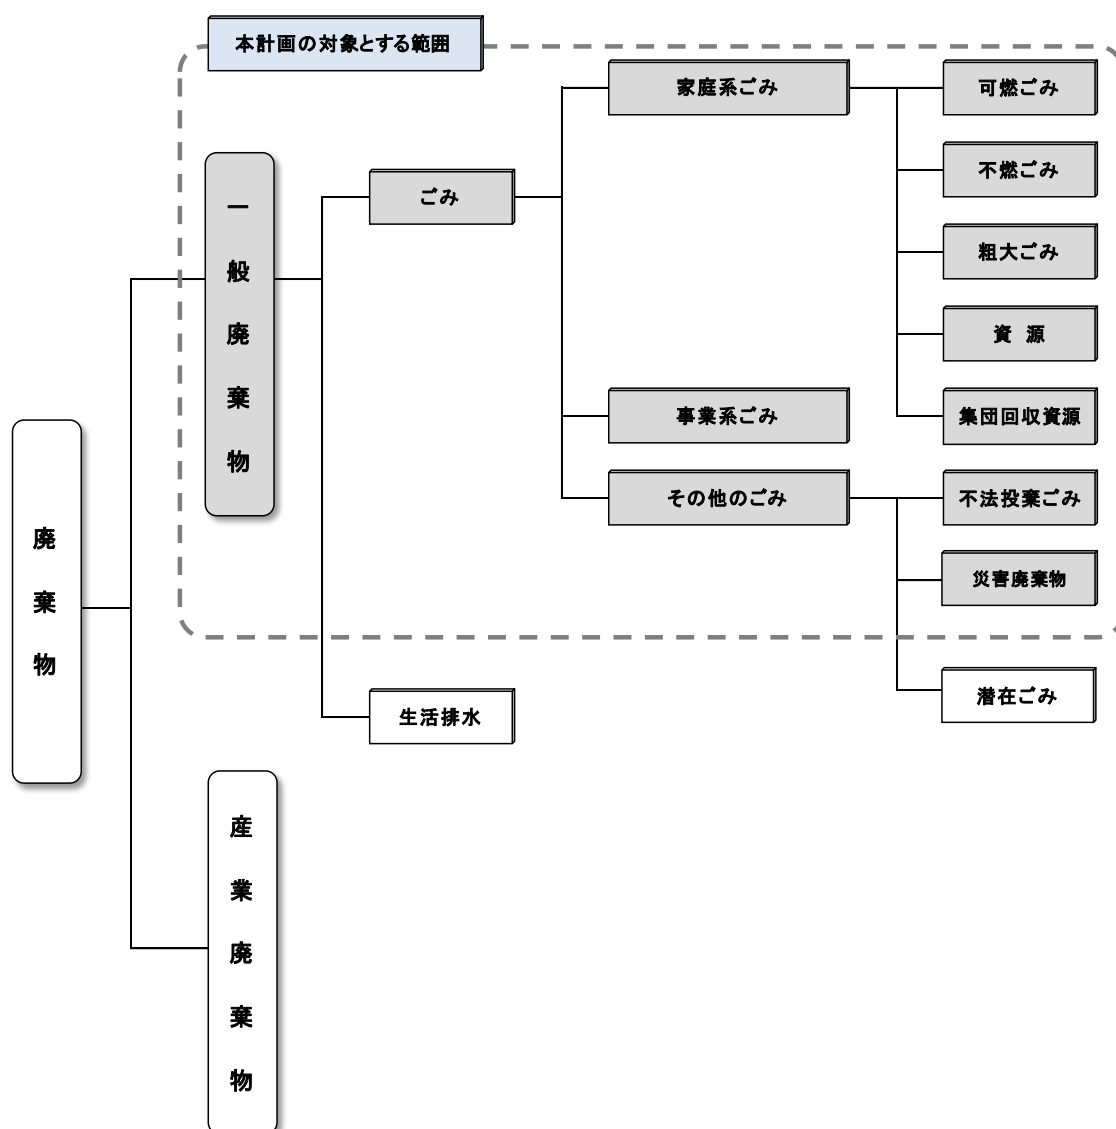 本計画の対象とする範囲
廃棄物
一般廃棄物
ごみ
家庭系ごみ
可燃ごみ
不燃ごみ
粗大ごみ
資 源
集団回収資源
事業系ごみ
その他のごみ
不法投棄ごみ
災害廃棄物
潜在ごみ
生活排水
産業廃棄物